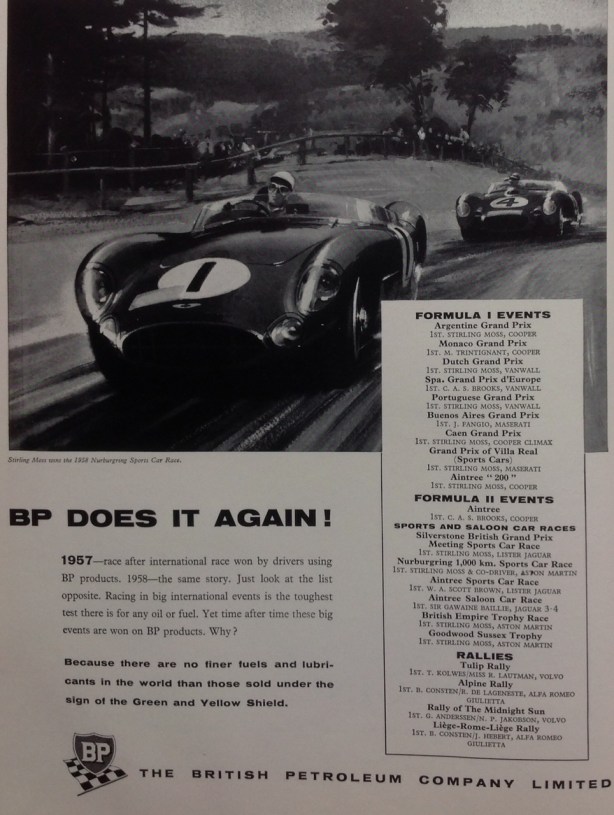 1
4
Stirling Moss wins the 1958 Nurburgring Sports Car Race.
BP DOES IT AGAIN!
1957—race after international race won by drivers using
BP products. 1958—the same story. Just look at the list
opposite. Racing in big international events is the toughest
test there is for any oil or fuel. Yet time after time these big
events are won on BP products. Why?
Because there are no finer fuels and lubri-
cants in the world than those sold under the
sign of the Green and Yellow Shield.
FORMULA I EVENTS
Argentine Grand Prix
1ST. STIRLING MOSS, COOPER
Monaco Grand Prix
1ST. M. TRINTIGNANT, COOPER
Dutch Grand Prix
1ST. STIRLING MOSS, VANWALL
Spa. Grand Prix d'Europe
1ST. C. A. S. BROOKS, VANWALL
Portuguese Grand Prix
1ST. STIRLING MOSS, VANWALL
Buenos Aires Grand Prix
1ST. J. FANGIO, MASERATI
Caen Grand Prix
1ST. STIRLING MOSS, COOPER CLIMAX
Grand Prix of Villa Real
(Sports Cars)
1ST. STIRLING MOSS, MASERATI
Aintree "200"
1ST. STIRLING MOSS, COOPER
FORMULA II EVENTS
Aintree
1ST. C. A. S. BROOKS, COOPER
SPORTS AND SALOON CAR RACES
Silverstone British Grand Prix
Meeting Sports Car Race
1ST. STIRLING MOSS, LISTER JAGUAR
Nurburgring 1,000 km. Sports Car Race
1ST. STIRLING MOSS & CO-DRIVER, ASTON MARTIN
Aintree Sports Car Race
1ST. W. A. SCOTT BROWN, LISTER JAGUAR
Aintree Saloon Car Race
1ST. SIR GAWAINE BAILLIE, JAGUAR 3·4
British Empire Trophy Race
1ST. STIRLING MOSS, ASTON MARTIN
Goodwood Sussex Trophy
1ST. STIRLING MOSS, ASTON MARTIN
RALLIES
Tulip Rally
1ST. T. KOLWES/MISS R. LAUTMAN, VOLVO
Alpine Rally
1ST. B. CONSTEN/R. DE LAGENESTE, ALFA ROMEO
GIULIETTA
Rally of The Midnight Sun
1ST. G. ANDERSSEN/N. P. JAKOBSON, VOLVO
Liège-Rome-Liège Rally
1ST. B. CONSTEN/J. HEBERT, ALFA ROMEO
GIULIETTA
BP
THE BRITISH PETROLEUM COMPANY LIMITED